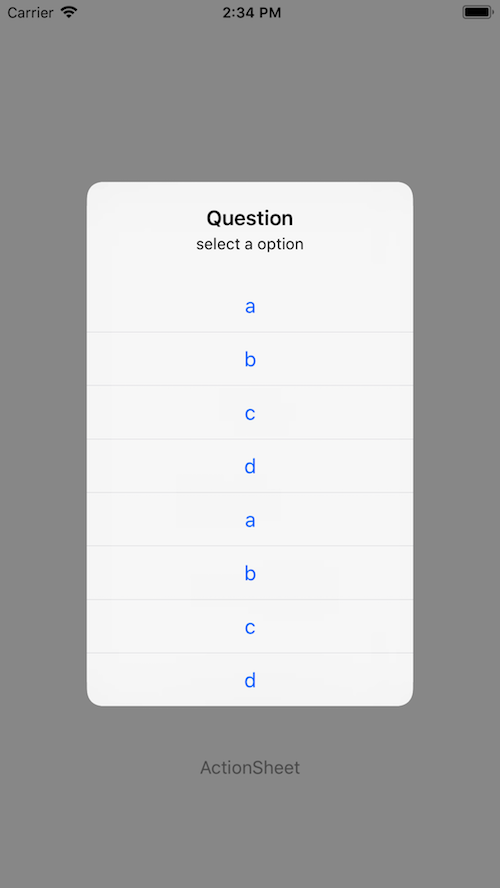 Carrier 2:34 PM
Question
select a option
a
b
c
d
a
b
c
d
ActionSheet